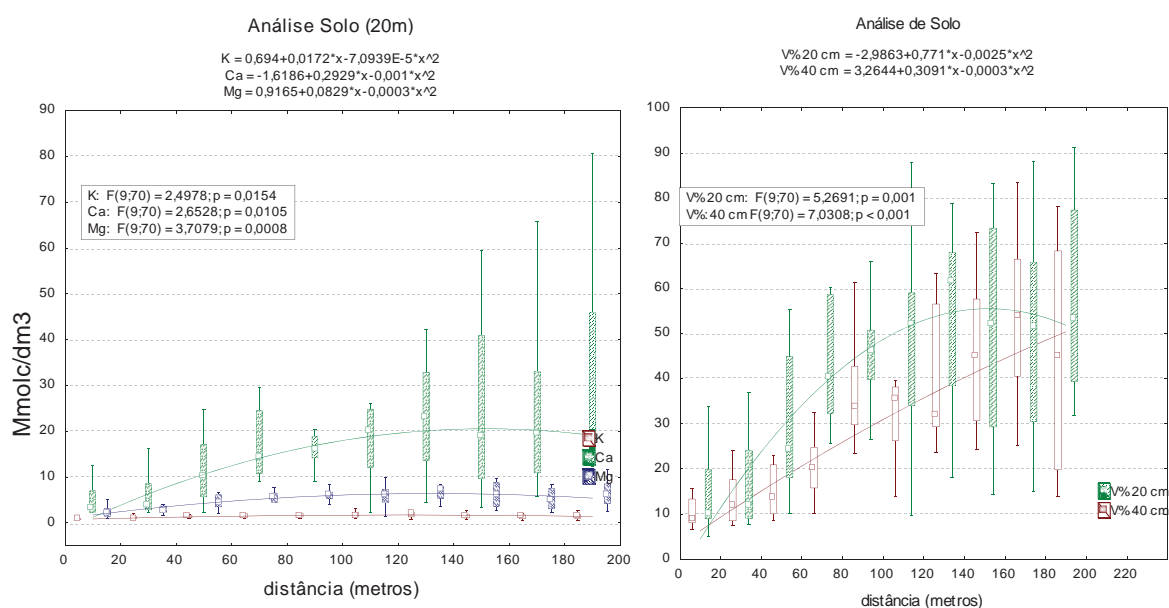 Análise Solo (20m)
K = 0,694+0,0172*x-7,0939E-5*x^2
Ca = -1,6186+0,2929*x-0,001*x^2
Mg = 0,9165+0,0829*x-0,0003*x^2
90
80
70
60
50
40
30
20
10
0
Mmolc/dm3
K: F(9;70) = 2,4978; p = 0,0154
Ca: F(9;70) = 2,6528; p = 0,0105
Mg: F(9;70) = 3,7079; p = 0,0008
K
Ca
Mg
0 20 40 60 80 100 120 140 160 180 200
distância (metros)
Análise de Solo
V%20 cm = -2,9863+0,771*x-0,0025*x^2
V%40 cm = 3,2644+0,3091*x-0,0003*x^2
100
90
80
70
60
50
40
30
20
10
0
V%20 cm: F(9;70) = 5,2691; p = 0,001
V%:40 cm F(9;70) = 7,0308; p < 0,001
V%20 cm
V%40 cm
0 20 40 60 80 100 120 140 160 180 200 220
distância (metros)